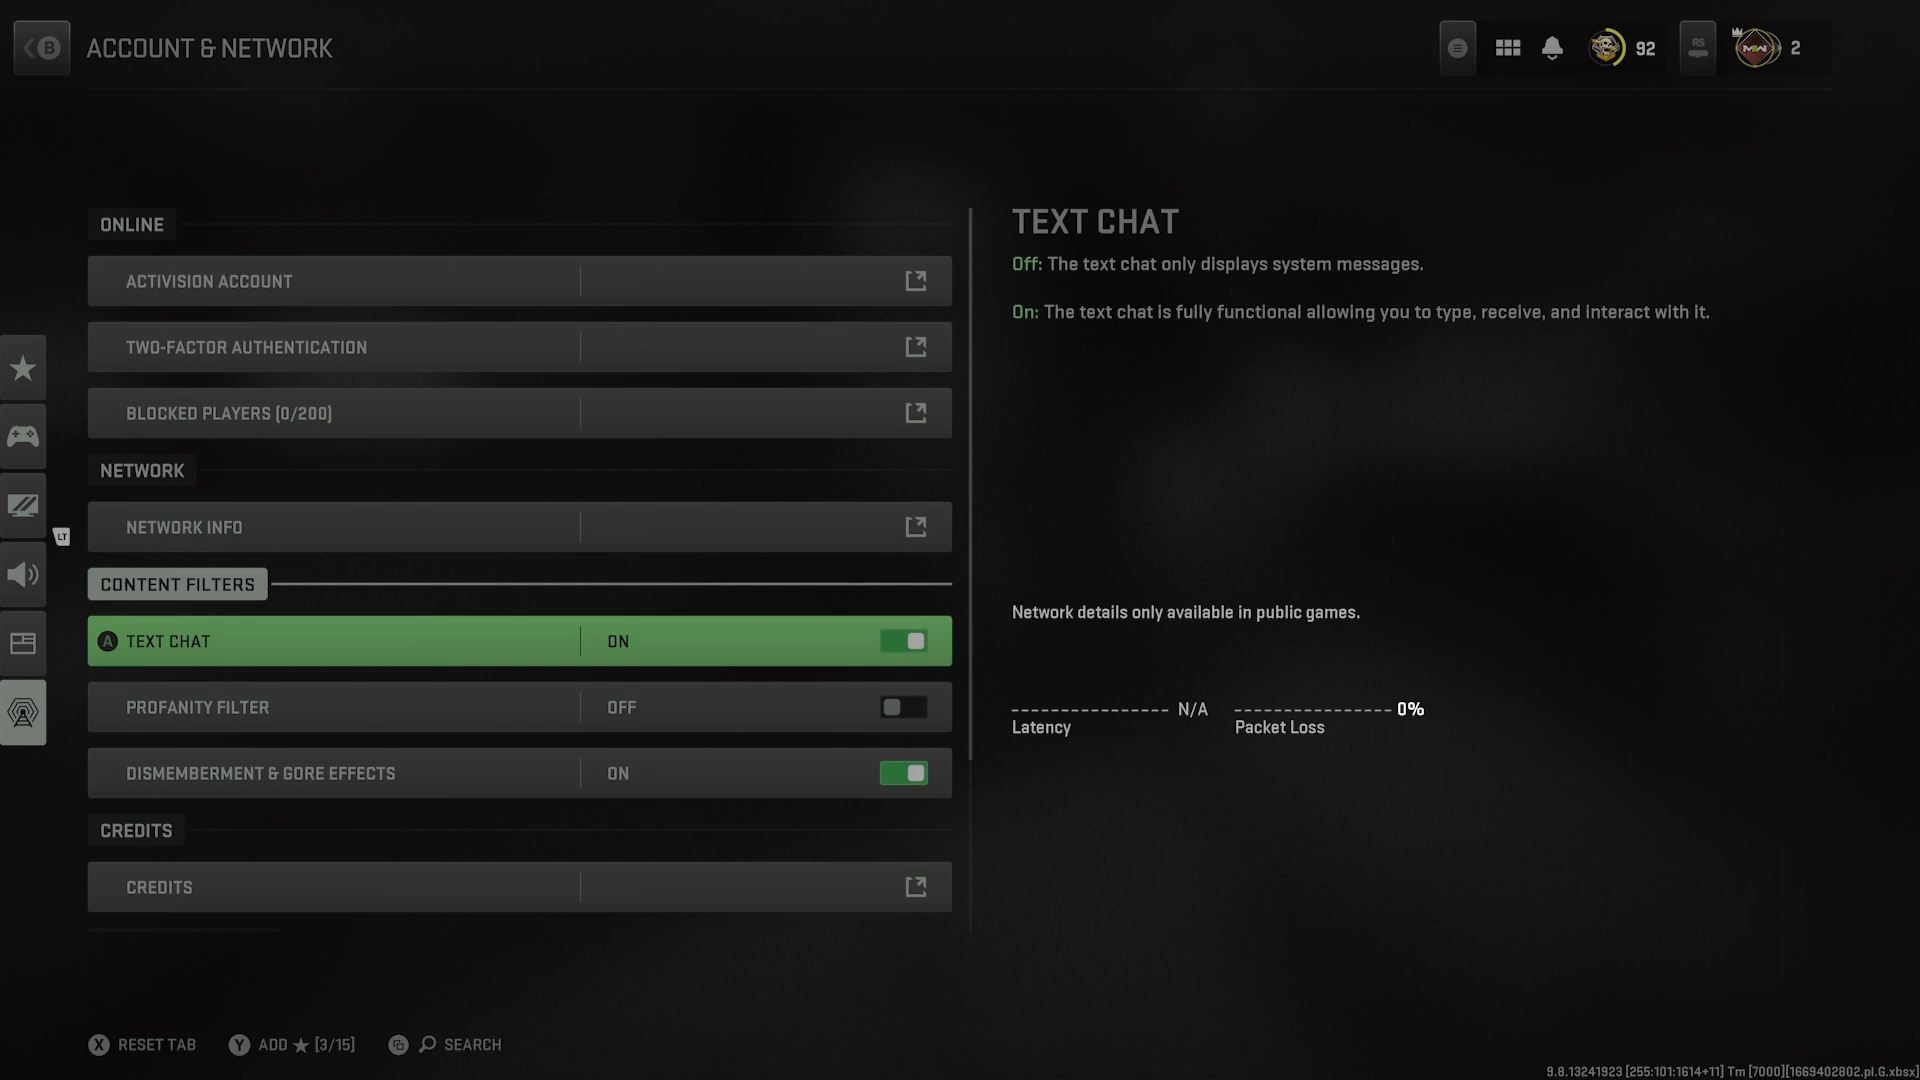 B ACCOUNT & NETWORK
92
RS
MW 2
ONLINE
ACTIVISION ACCOUNT
TWO-FACTOR AUTHENTICATION
BLOCKED PLAYERS (0/200)
NETWORK
NETWORK INFO
LT
CONTENT FILTERS
A TEXT CHAT ON
PROFANITY FILTER OFF
DISMEMBERMENT & GORE EFFECTS ON
CREDITS
CREDITS
TEXT CHAT
Off: The text chat only displays system messages.
On: The text chat is fully functional allowing you to type, receive, and interact with it.
Network details only available in public games.
---------------- N/A ---------------- 0%
Latency Packet Loss
X RESET TAB Y ADD ★ [3/15] SEARCH
9.8.13241923 [255:101:1614+11] Tm [7000][1669402802.pl.G.xbsx]